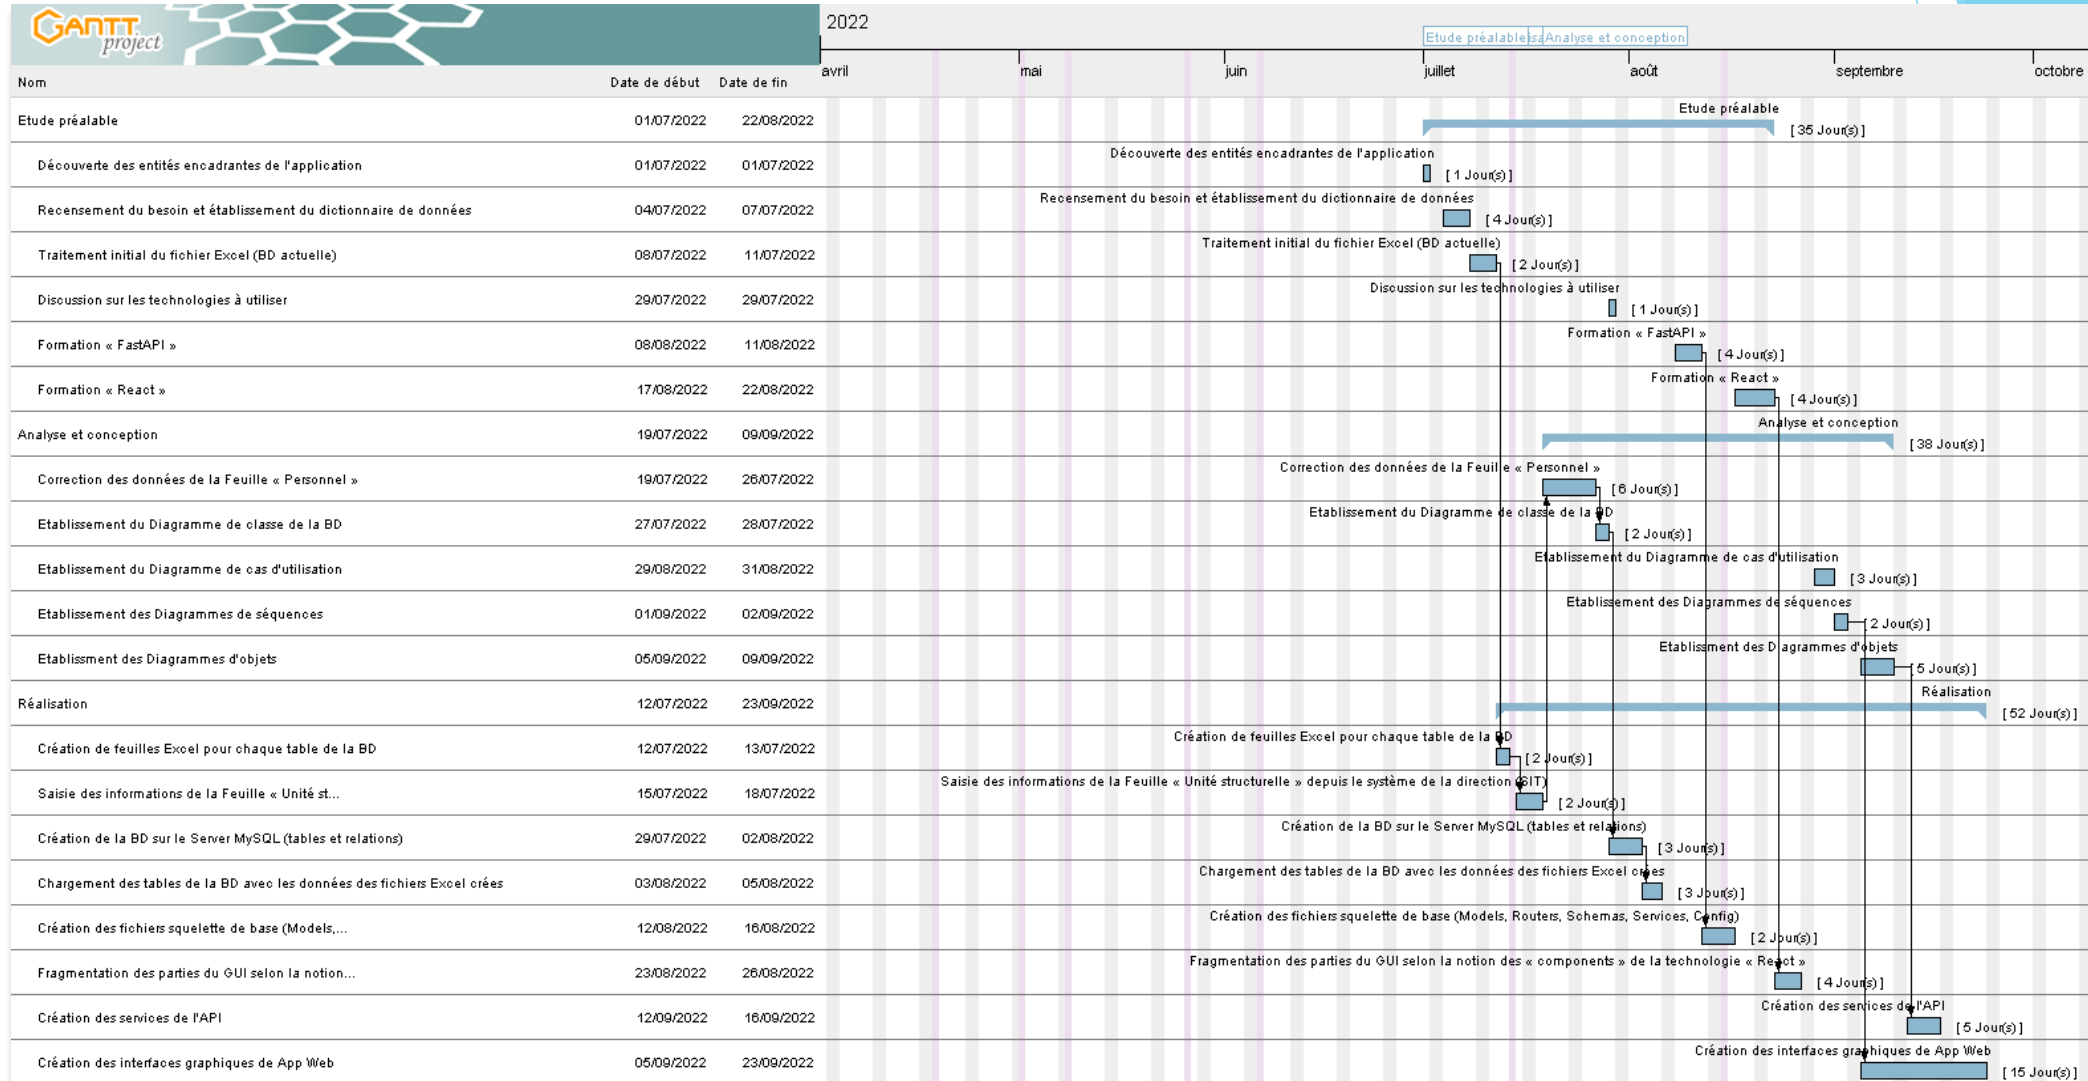 GANTT
project
2022
Etude préalable
Analyse et conception
avril mai juin juillet août septembre octobre
Nom Date de début Date de fin
Etude préalable 01/07/2022 22/08/2022
Etude préalable
[ 35 Jour(s) ]
Découverte des entités encadrantes de l'application 01/07/2022 01/07/2022
Découverte des entités encadrantes de l'application
[ 1 Jour(s) ]
Recensement du besoin et établissement du dictionnaire de données 04/07/2022 07/07/2022
Recensement du besoin et établissement du dictionnaire de données
[ 4 Jour(s) ]
Traitement initial du fichier Excel (BD actuelle) 08/07/2022 11/07/2022
Traitement initial du fichier Excel (BD actuelle)
[ 2 Jour(s) ]
Discussion sur les technologies à utiliser 29/07/2022 29/07/2022
Discussion sur les technologies à utiliser
[ 1 Jour(s) ]
Formation « FastAPI » 08/08/2022 11/08/2022
Formation « FastAPI »
[ 4 Jour(s) ]
Formation « React » 17/08/2022 22/08/2022
Formation « React »
[ 4 Jour(s) ]
Analyse et conception 19/07/2022 09/09/2022
Analyse et conception
[ 38 Jour(s) ]
Correction des données de la Feuille « Personnel » 19/07/2022 26/07/2022
Correction des données de la Feuille « Personnel »
[ 6 Jour(s) ]
Etablissement du Diagramme de classe de la BD 27/07/2022 28/07/2022
Etablissement du Diagramme de classe de la BD
[ 2 Jour(s) ]
Etablissement du Diagramme de cas d'utilisation 29/08/2022 31/08/2022
Etablissement du Diagramme de cas d'utilisation
[ 3 Jour(s) ]
Etablissement des Diagrammes de séquences 01/09/2022 02/09/2022
Etablissement des Diagrammes de séquences
[ 2 Jour(s) ]
Etablissment des Diagrammes d'objets 05/09/2022 09/09/2022
Etablissment des Diagrammes d'objets
[ 5 Jour(s) ]
Réalisation 12/07/2022 23/09/2022
Réalisation
[ 52 Jour(s) ]
Création de feuilles Excel pour chaque table de la BD 12/07/2022 13/07/2022
Création de feuilles Excel pour chaque table de la BD
[ 2 Jour(s) ]
Saisie des informations de la Feuille « Unité st... 15/07/2022 18/07/2022
Saisie des informations de la Feuille « Unité structurelle » depuis le système de la direction (SIT)
[ 2 Jour(s) ]
Création de la BD sur le Server MySQL (tables et relations) 29/07/2022 02/08/2022
Création de la BD sur le Server MySQL (tables et relations)
[ 3 Jour(s) ]
Chargement des tables de la BD avec les données des fichiers Excel crées 03/08/2022 05/08/2022
Chargement des tables de la BD avec les données des fichiers Excel crées
[ 3 Jour(s) ]
Création des fichiers squelette de base (Models,... 12/08/2022 16/08/2022
Création des fichiers squelette de base (Models, Routers, Schemas, Services, Config)
[ 2 Jour(s) ]
Fragmentation des parties du GUI selon la notion... 23/08/2022 26/08/2022
Fragmentation des parties du GUI selon la notion des « components » de la technologie « React »
[ 4 Jour(s) ]
Création des services de l'API 12/09/2022 16/09/2022
Création des services de l'API
[ 5 Jour(s) ]
Création des interfaces graphiques de App Web 05/09/2022 23/09/2022
Création des interfaces graphiques de App Web
[ 15 Jour(s) ]